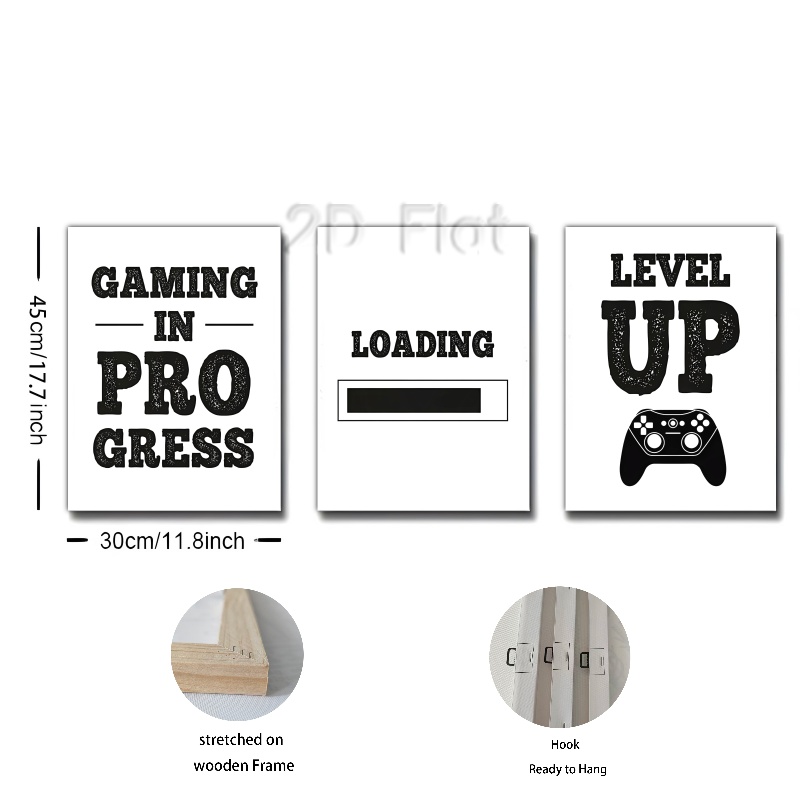 2D Flat
GAMING
IN
PRO
GRESS
LOADING
LEVEL
UP
45cm/17.7inch
30cm/11.8inch
stretched on
wooden Frame
Hook
Ready to Hang